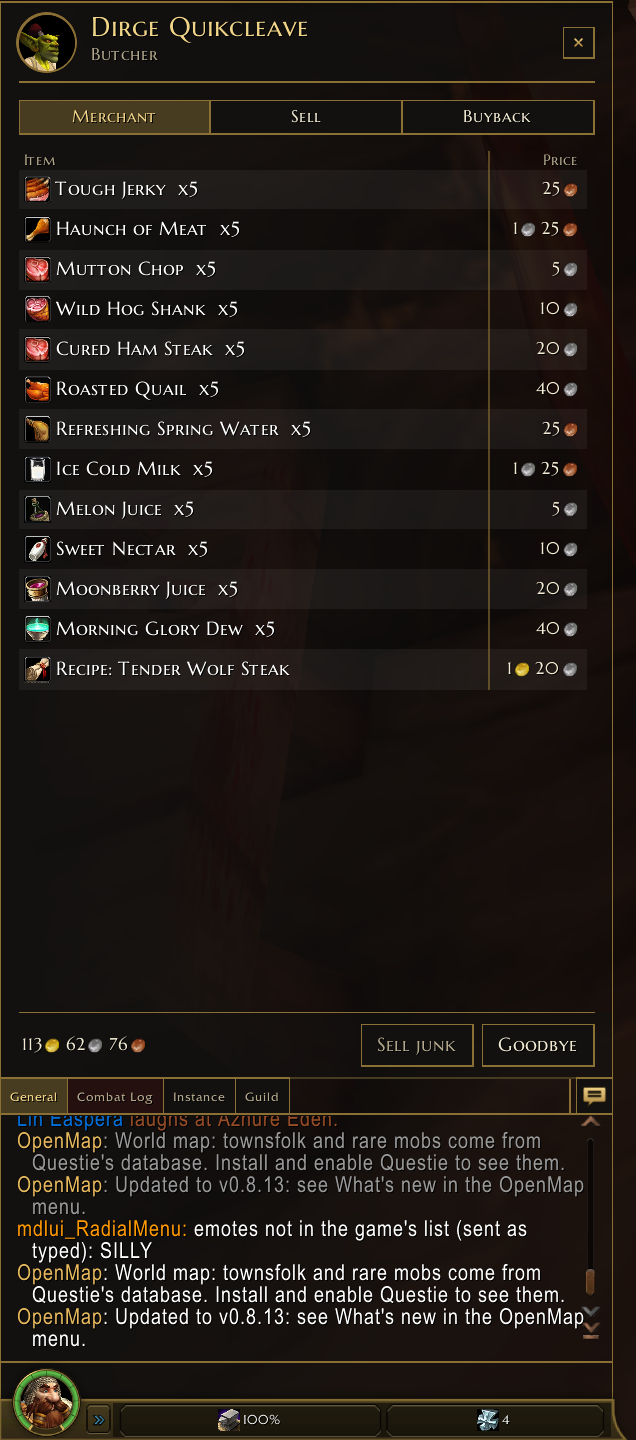 Dirge Quikcleave
Butcher
×
Merchant Sell Buyback
Item Price
Tough Jerky x5 25
Haunch of Meat x5 1 25
Mutton Chop x5 5
Wild Hog Shank x5 10
Cured Ham Steak x5 20
Roasted Quail x5 40
Refreshing Spring Water x5 25
Ice Cold Milk x5 1 25
Melon Juice x5 5
Sweet Nectar x5 10
Moonberry Juice x5 20
Morning Glory Dew x5 40
Recipe: Tender Wolf Steak 1 20
113 62 76 Sell junk Goodbye
General Combat Log Instance Guild
Lin Easpera laughs at Azhure Eden.
OpenMap: World map: townsfolk and rare mobs come from
Questie's database. Install and enable Questie to see them.
OpenMap: Updated to v0.8.13: see What's new in the OpenMap
menu.
mdlui_RadialMenu: emotes not in the game's list (sent as
typed): SILLY
OpenMap: World map: townsfolk and rare mobs come from
Questie's database. Install and enable Questie to see them.
OpenMap: Updated to v0.8.13: see What's new in the OpenMap
menu.
» 100% 4